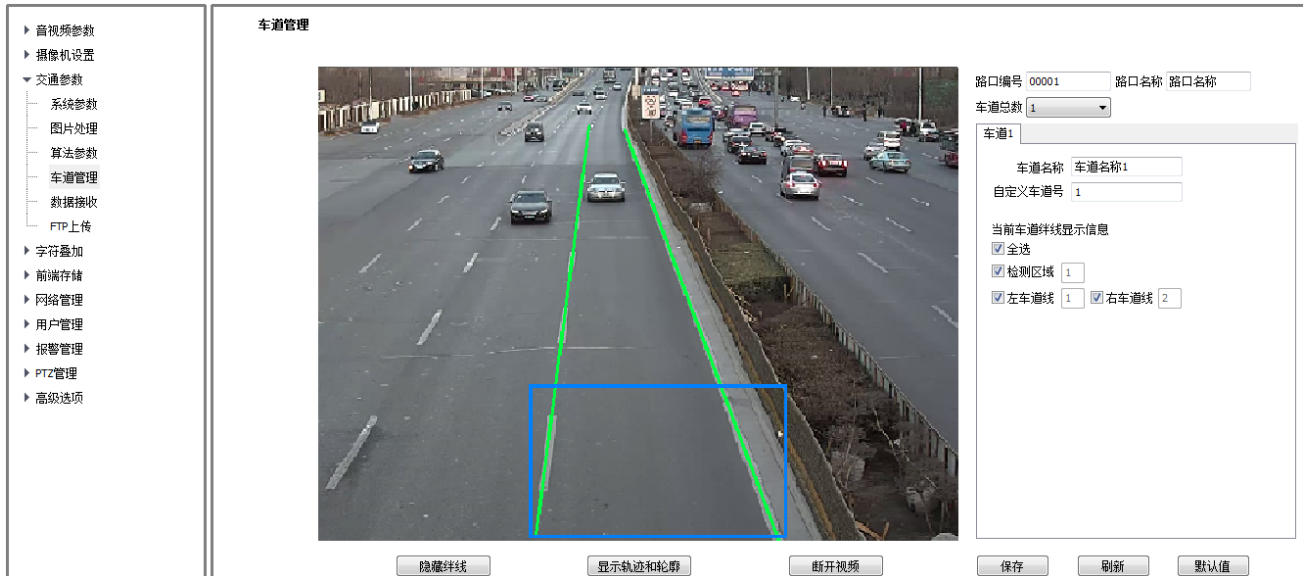 音视频参数
摄像机设置
交通参数
系统参数
图片处理
算法参数
车道管理
数据接收
FTP上传
字符叠加
前端存储
网络管理
用户管理
报警管理
PTZ管理
高级选项
车道管理
路口编号 00001 路口名称 路口名称
车道总数 1
车道1
车道名称 车道名称1
自定义车道号 1
当前车道绊线显示信息
全选
检测区域 1
左车道线 1 右车道线 2
隐藏绊线 显示轨迹和轮廓 断开视频 保存 刷新 默认值